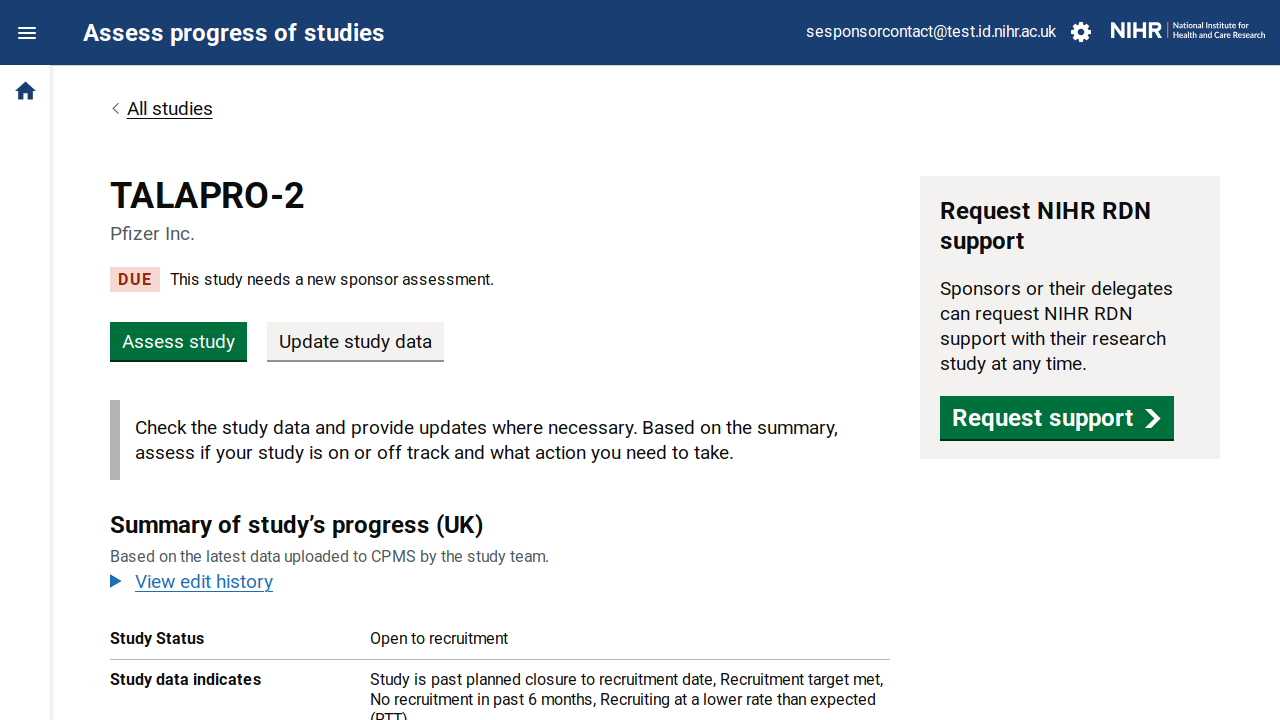 Assess progress of studies
sesponsorcontact@test.id.nihr.ac.uk
NIHR
National Institute for
Health and Care Research
All studies
TALAPRO-2
Pfizer Inc.
DUE This study needs a new sponsor assessment.
Assess study
Update study data
Check the study data and provide updates where necessary. Based on the summary,
assess if your study is on or off track and what action you need to take.
Summary of study’s progress (UK)
Based on the latest data uploaded to CPMS by the study team.
View edit history
Study Status Open to recruitment
Study data indicates Study is past planned closure to recruitment date, Recruitment target met,
No recruitment in past 6 months, Recruiting at a lower rate than expected
(RTT)
Request NIHR RDN
support
Sponsors or their delegates
can request NIHR RDN
support with their research
study at any time.
Request support